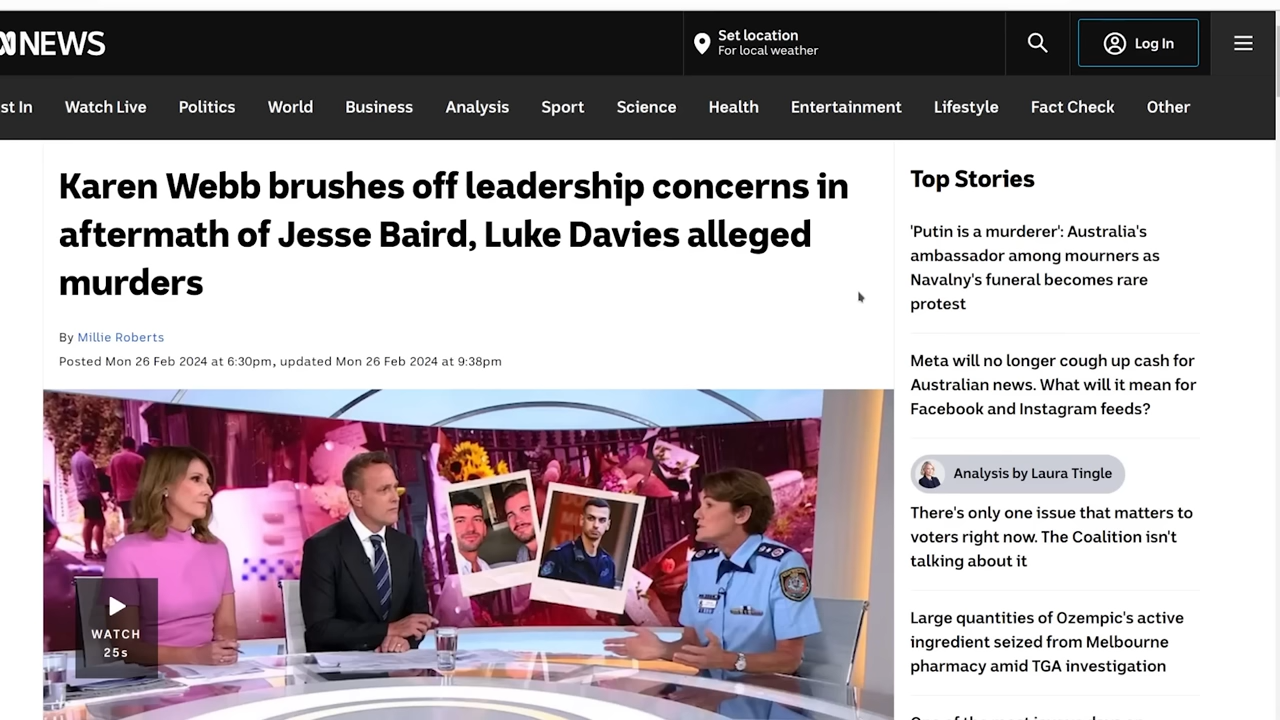 NEWS
Set location
For local weather
Log In
st In
Watch Live
Politics
World
Business
Analysis
Sport
Science
Health
Entertainment
Lifestyle
Fact Check
Other
Karen Webb brushes off leadership concerns in
aftermath of Jesse Baird, Luke Davies alleged
murders
By Millie Roberts
Posted Mon 26 Feb 2024 at 6:30pm, updated Mon 26 Feb 2024 at 9:38pm
WATCH
25s
Top Stories
'Putin is a murderer': Australia's
ambassador among mourners as
Navalny's funeral becomes rare
protest
Meta will no longer cough up cash for
Australian news. What will it mean for
Facebook and Instagram feeds?
Analysis by Laura Tingle
There's only one issue that matters to
voters right now. The Coalition isn't
talking about it
Large quantities of Ozempic's active
ingredient seized from Melbourne
pharmacy amid TGA investigation